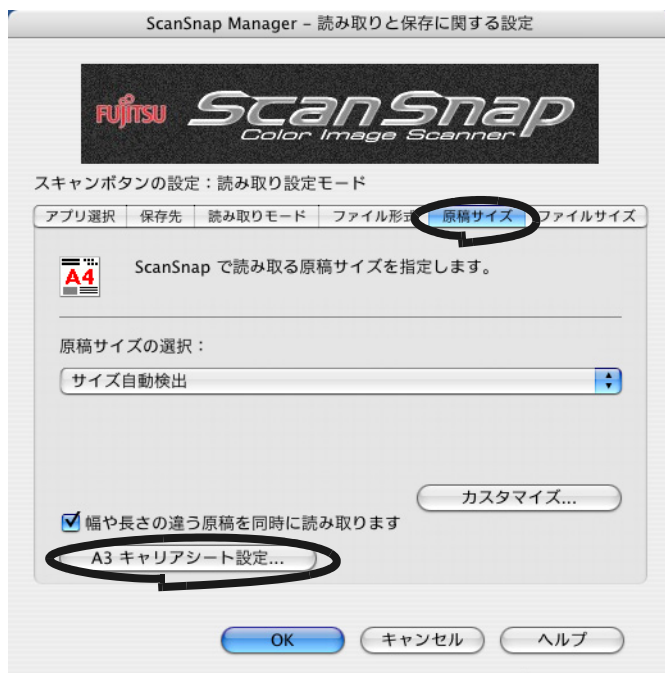 ScanSnap Manager – 読み取りと保存に関する設定
FUJITSU ScanSnap
Color Image Scanner
スキャンボタンの設定：読み取り設定モード
アプリ選択 保存先 読み取りモード ファイル形式 原稿サイズ ファイルサイズ
A4 ScanSnap で読み取る原稿サイズを指定します。
原稿サイズの選択：
サイズ自動検出
カスタマイズ...
幅や長さの違う原稿を同時に読み取ります
A3 キャリアシート設定...
OK キャンセル ヘルプ